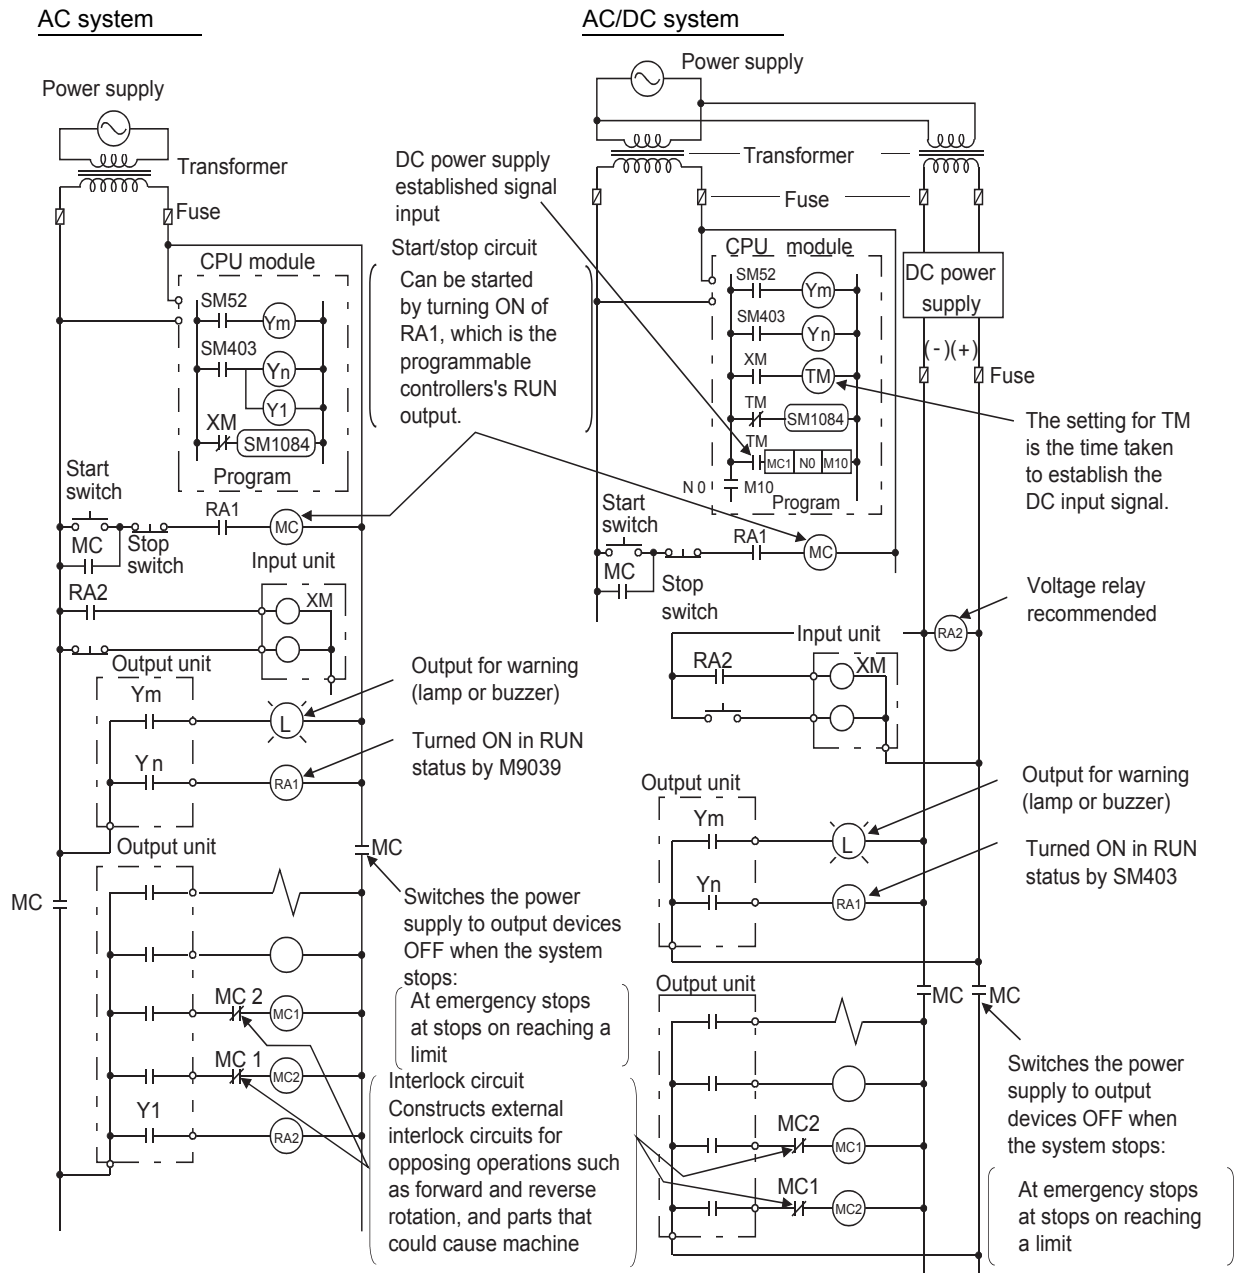 AC system
Power supply
Transformer
Fuse
CPU module
SM52
Ym
SM403
Yn
Y1
XM
SM1084
Program
Start
switch
RA1
MC
MC
Stop
switch
Input unit
RA2
XM
Output unit
Ym
L
Yn
RA1
Output unit
MC
MC
MC 2
MC1
MC 1
MC2
Y1
RA2
DC power supply
established signal
input
Start/stop circuit
Can be started
by turning ON of
RA1, which is the
programmable
controllers's RUN
output.
Output for warning
(lamp or buzzer)
Turned ON in RUN
status by M9039
Switches the power
supply to output devices
OFF when the system
stops:
At emergency stops
at stops on reaching a
limit
Interlock circuit
Constructs external
interlock circuits for
opposing operations such
as forward and reverse
rotation, and parts that
could cause machine
AC/DC system
Power supply
Transformer
Fuse
CPU module
SM52
Ym
SM403
Yn
XM
TM
TM
SM1084
TM
MC1 N0 M10
N0 M10
Program
DC power
supply
(-)(+)
Fuse
The setting for TM
is the time taken
to establish the
DC input signal.
Start
switch
RA1
MC
MC
Stop
switch
Voltage relay
recommended
Input unit
RA2
RA2
XM
Output unit
Ym
L
Yn
RA1
Output for warning
(lamp or buzzer)
Turned ON in RUN
status by SM403
Output unit
MC MC
MC2
MC1
MC1
MC2
Switches the power
supply to output
devices OFF when
the system stops:
At emergency stops
at stops on reaching
a limit